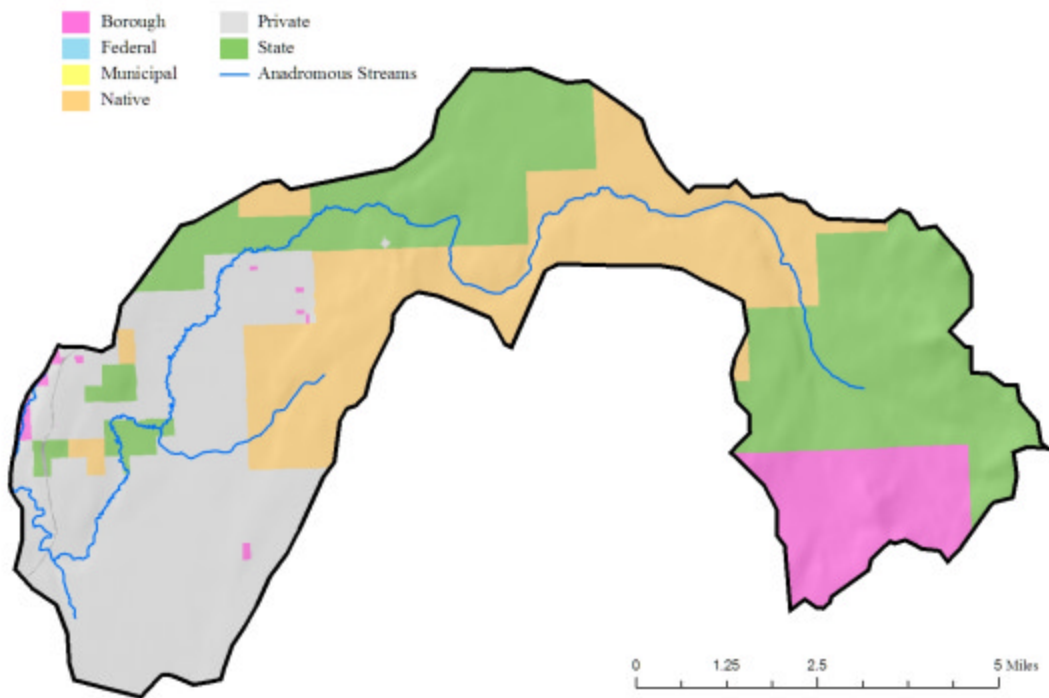 Borough
Federal
Municipal
Native
Private
State
Anadromous Streams
0 1.25 2.5 5 Miles